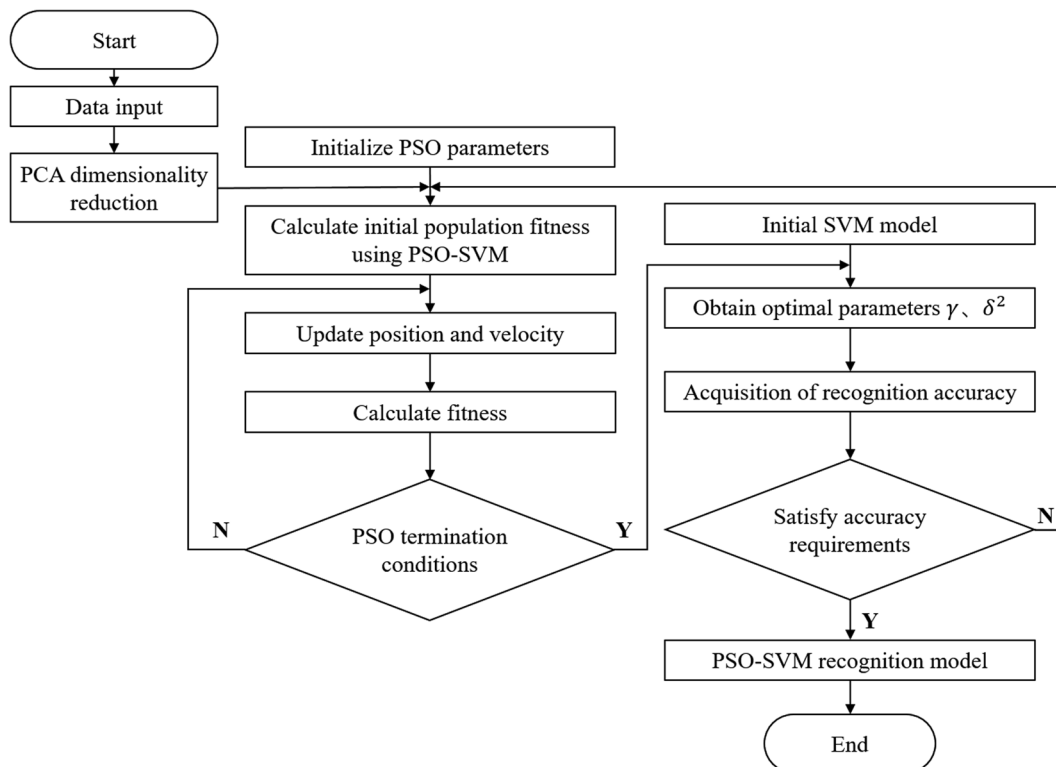 Start
Data input
PCA dimensionality
reduction
Initialize PSO parameters
Calculate initial population fitness
using PSO-SVM
Update position and velocity
Calculate fitness
PSO termination
conditions
N
Y
Initial SVM model
Obtain optimal parameters γ、δ²
Acquisition of recognition accuracy
Satisfy accuracy
requirements
N
Y
PSO-SVM recognition model
End